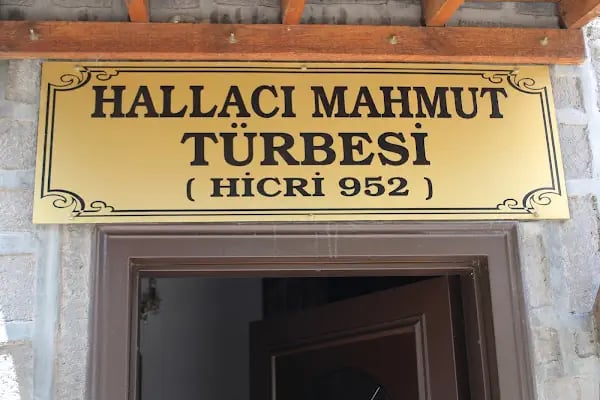 HALLACI MAHMUT
TÜRBESİ
( HİCRİ 952 )